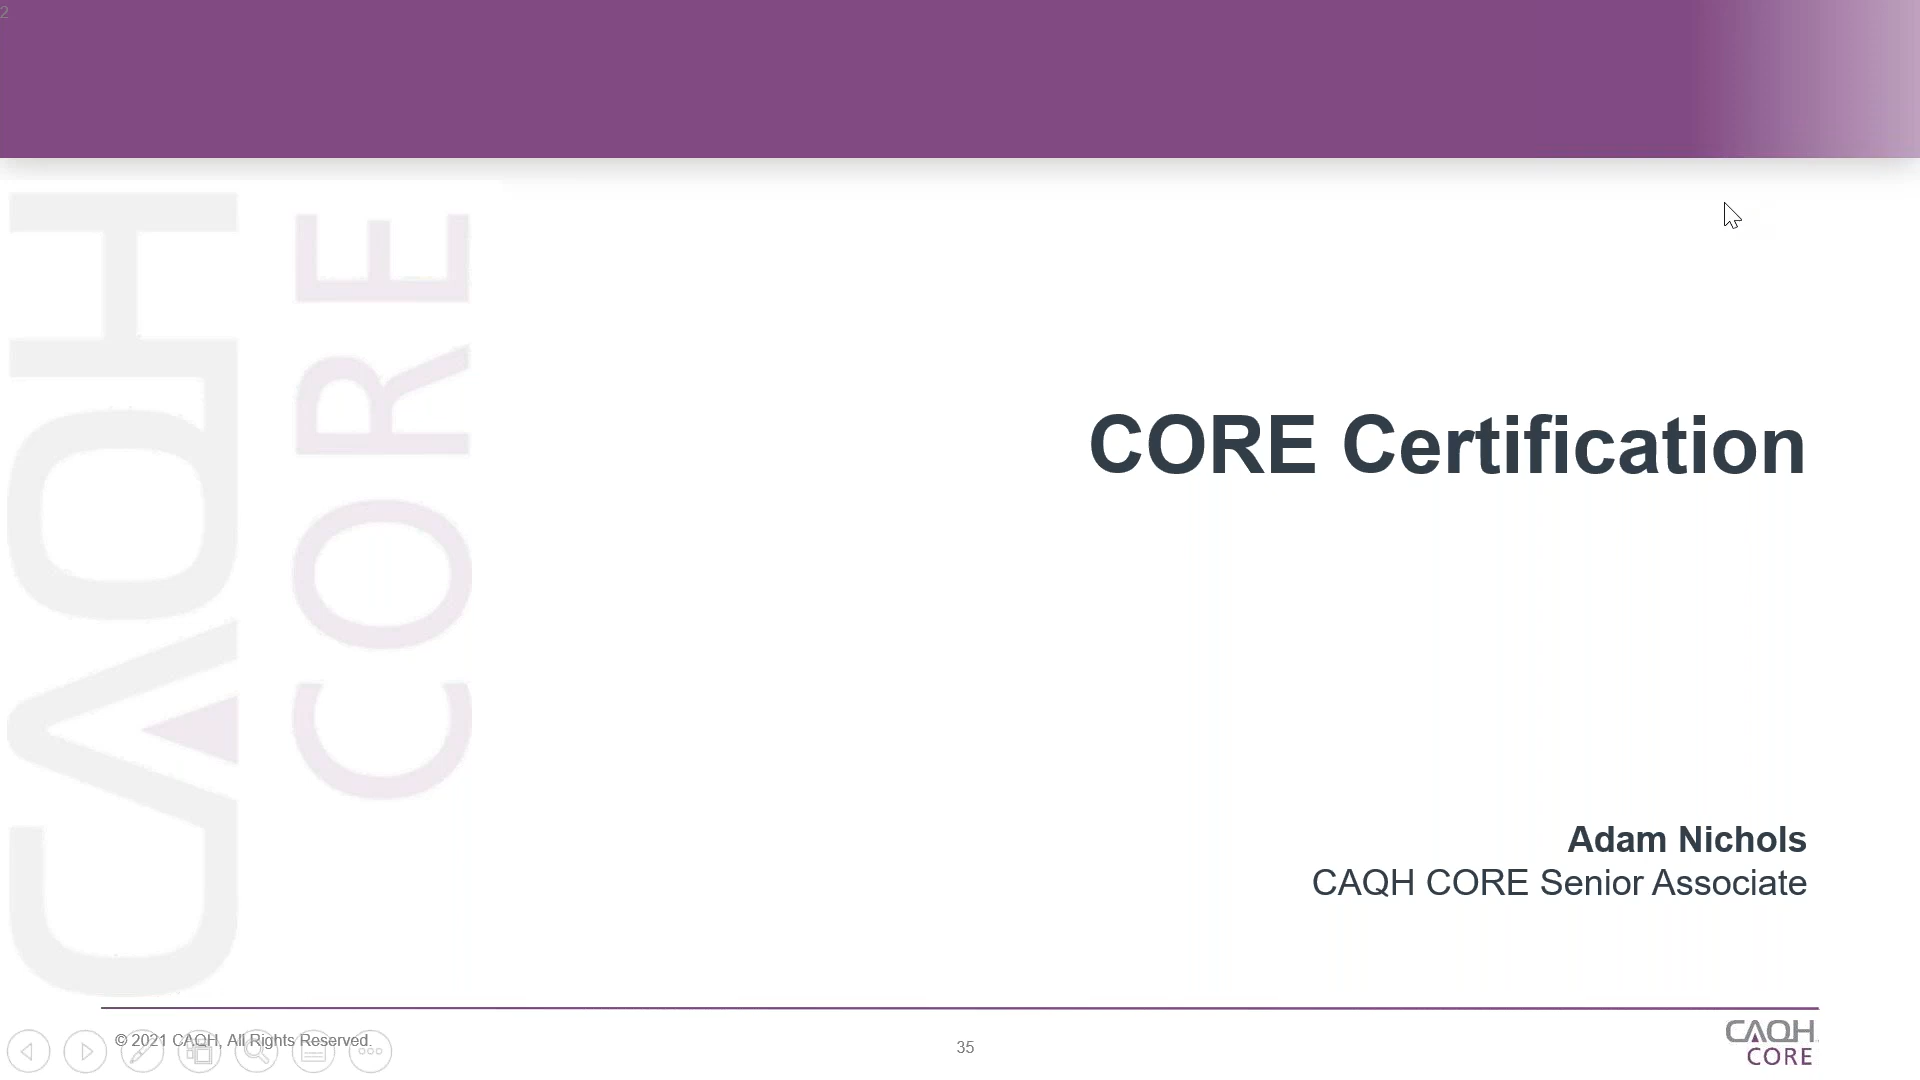 2
CAQH
CORE
CORE Certification
Adam Nichols
CAQH CORE Senior Associate
© 2021 CAQH, All Rights Reserved.
35
CAQH
CORE